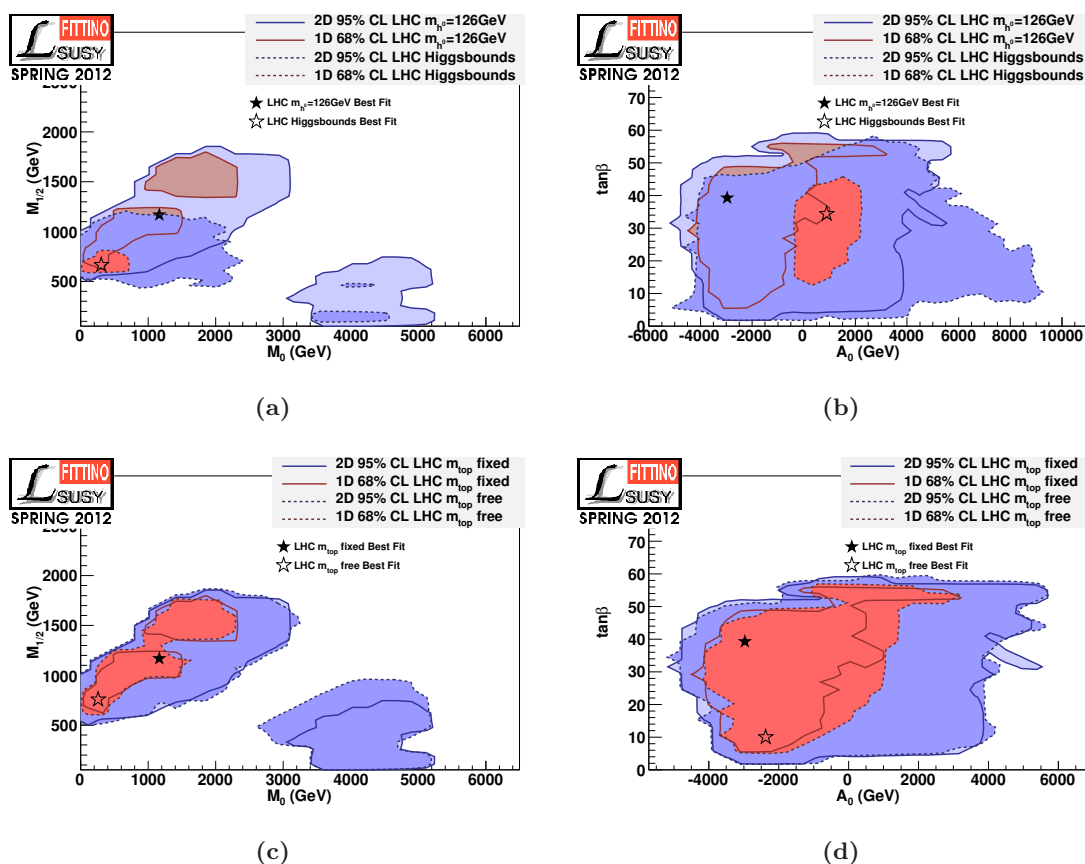 FITTINO
SUSY
SPRING 2012
2D 95% CL LHC m_h⁰=126GeV
1D 68% CL LHC m_h⁰=126GeV
2D 95% CL LHC Higgsbounds
1D 68% CL LHC Higgsbounds
LHC m_h⁰=126GeV Best Fit
LHC Higgsbounds Best Fit
2000
1500
1000
500
M_1/2 (GeV)
0 1000 2000 3000 4000 5000 6000
M_0 (GeV)
(a)
FITTINO
SUSY
SPRING 2012
2D 95% CL LHC m_h⁰=126GeV
1D 68% CL LHC m_h⁰=126GeV
2D 95% CL LHC Higgsbounds
1D 68% CL LHC Higgsbounds
LHC m_h⁰=126GeV Best Fit
LHC Higgsbounds Best Fit
70
60
50
40
30
20
10
0
tanβ
-6000 -4000 -2000 0 2000 4000 6000 8000 10000
A_0 (GeV)
(b)
FITTINO
SUSY
SPRING 2012
2D 95% CL LHC m_top fixed
1D 68% CL LHC m_top fixed
2D 95% CL LHC m_top free
1D 68% CL LHC m_top free
LHC m_top fixed Best Fit
LHC m_top free Best Fit
2000
1500
1000
500
M_1/2 (GeV)
0 1000 2000 3000 4000 5000 6000
M_0 (GeV)
(c)
FITTINO
SUSY
SPRING 2012
2D 95% CL LHC m_top fixed
1D 68% CL LHC m_top fixed
2D 95% CL LHC m_top free
1D 68% CL LHC m_top free
LHC m_top fixed Best Fit
LHC m_top free Best Fit
70
60
50
40
30
20
10
0
tanβ
-4000 -2000 0 2000 4000 6000
A_0 (GeV)
(d)